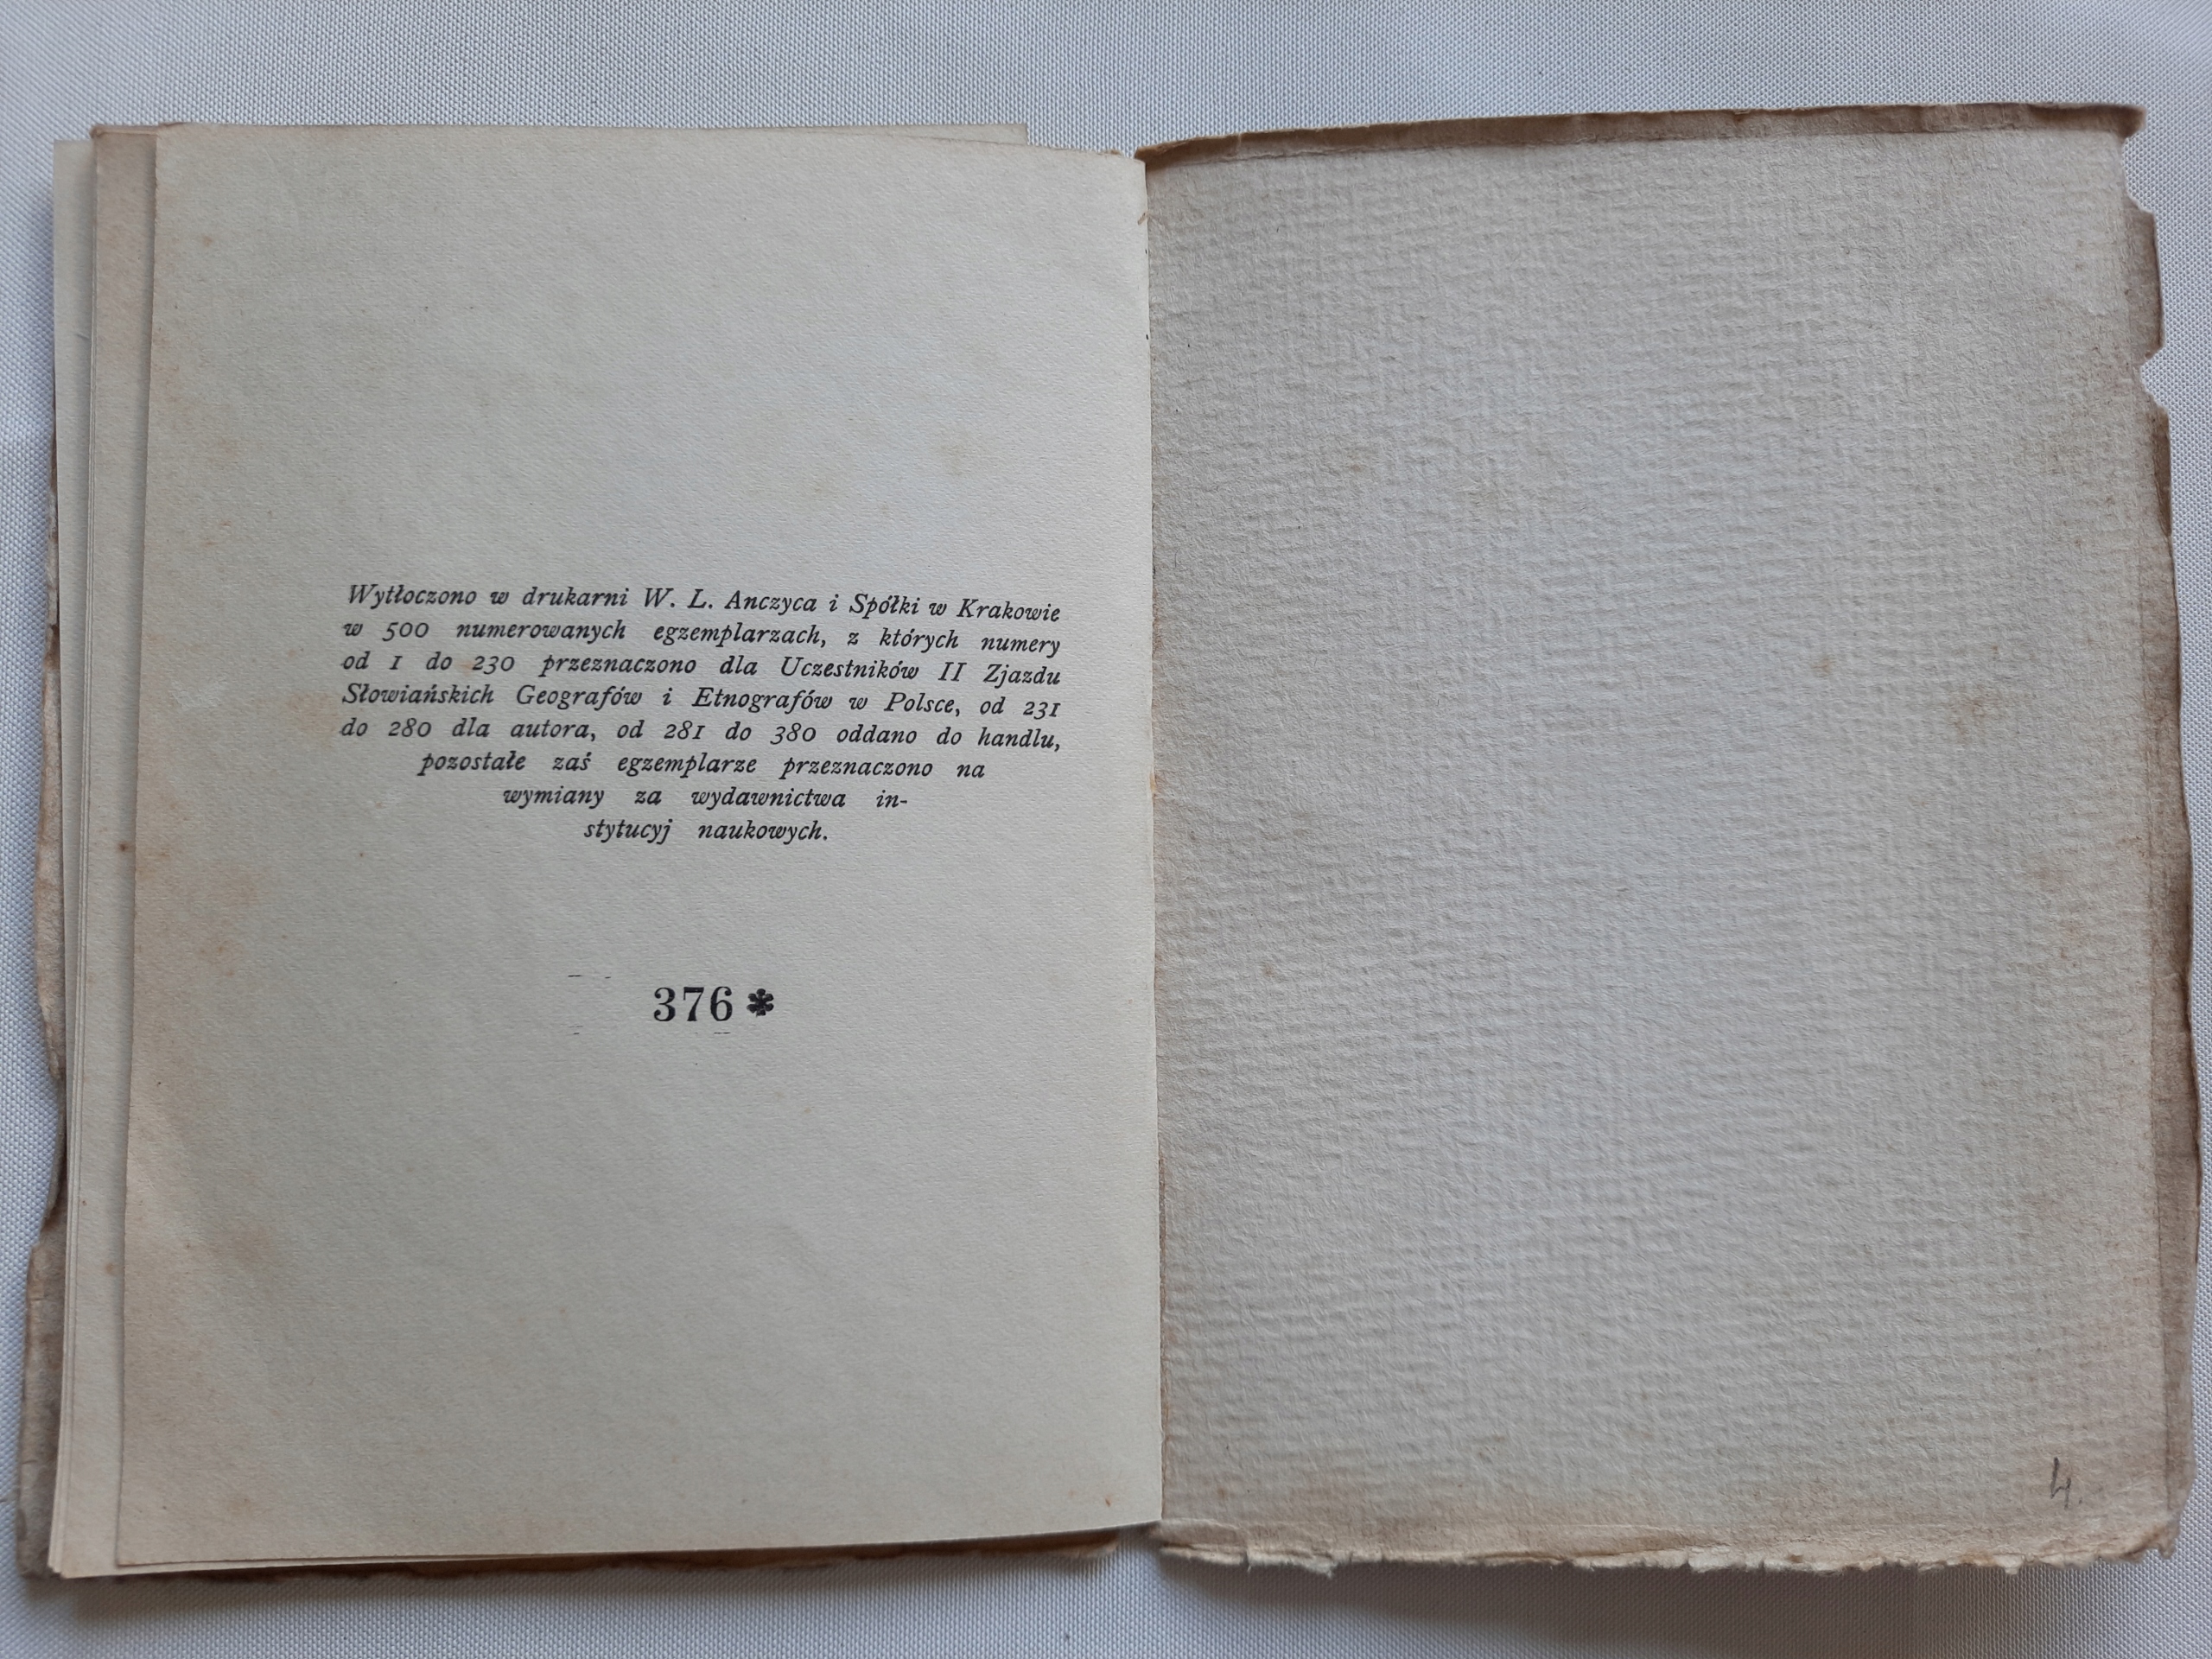 Wytłoczono w drukarni W. L. Anczyca i Spółki w Krakowie
w 500 numerowanych egzemplarzach, z których numery
od 1 do 230 przeznaczono dla Uczestników II Zjazdu
Słowiańskich Geografów i Etnografów w Polsce, od 231
do 280 dla autora, od 281 do 380 oddano do handlu,
pozostałe zaś egzemplarze przeznaczono na
wymiany za wydawnictwa in-
stytucyj naukowych.
376 *
4.